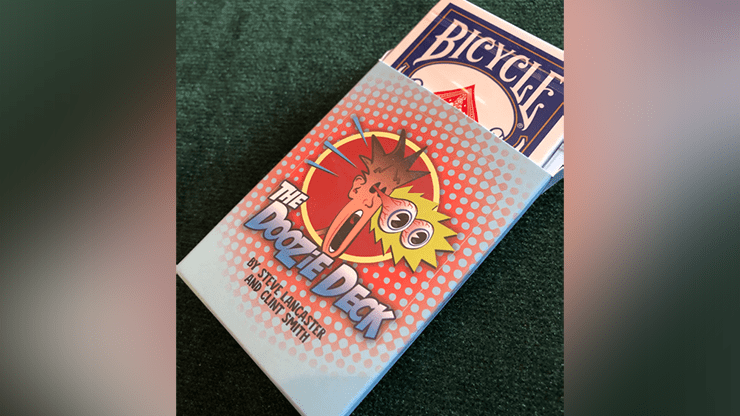 BICYCLE
®
THE
DOOZIE DECK
BY STEVE LANCASTER
AND CLINT SMITH